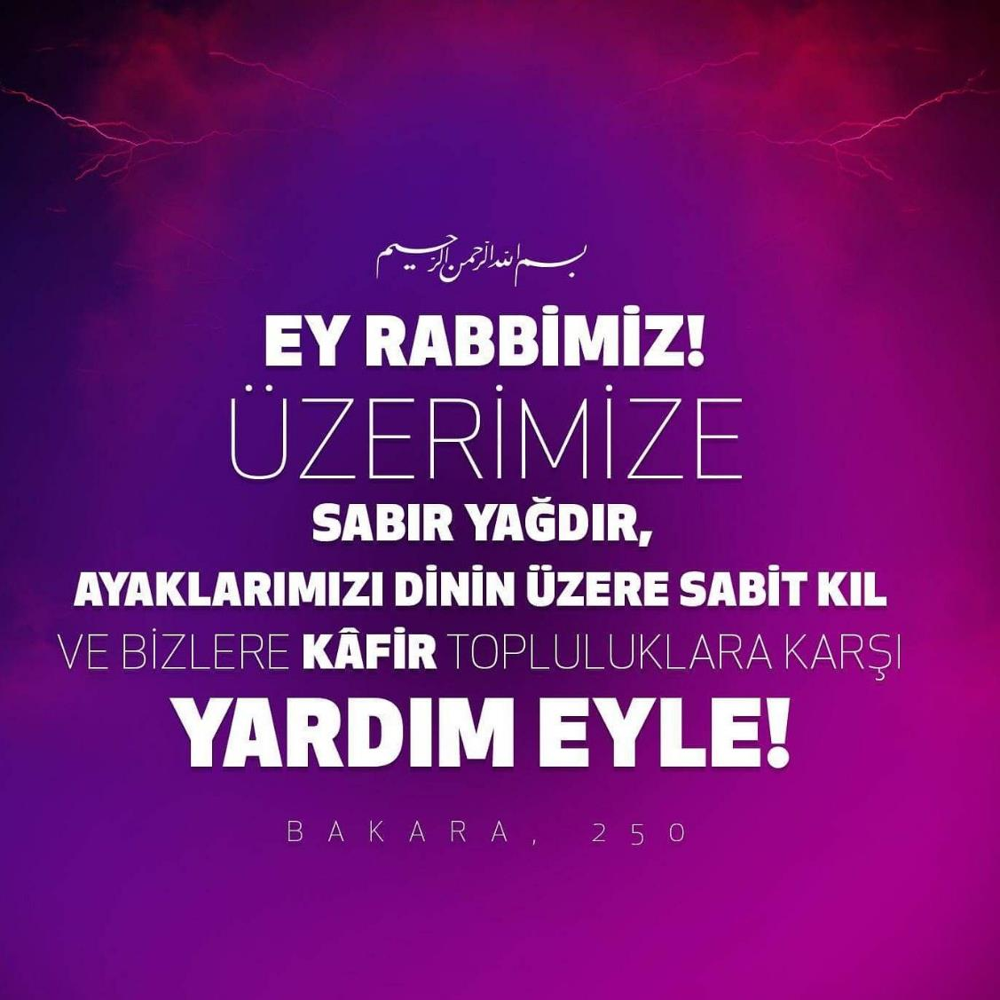 بسم الله الرحمن الرحيم
EY RABBİMİZ!
ÜZERİMİZE
SABIR YAĞDIR,
AYAKLARIMIZI DİNİN ÜZERE SABİT KIL
VE BİZLERE KÂFİR TOPLULUKLARA KARŞI
YARDIM EYLE!
BAKARA, 250